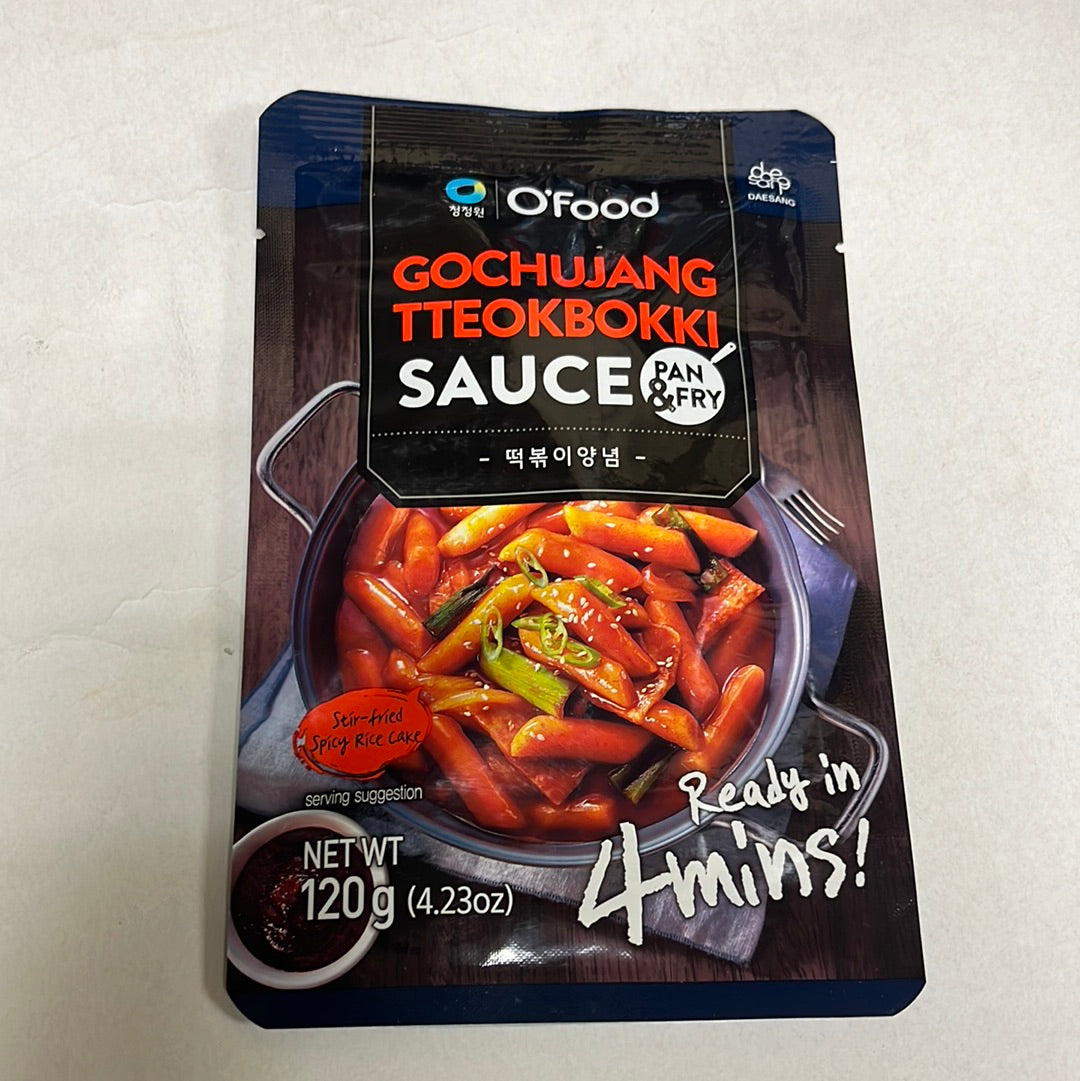 청정원
O'Food
daesang
DAESANG
GOCHUJANG
TTEOKBOKKI
SAUCE
PAN
&FRY
- 떡볶이양념 -
Stir-fried
Spicy Rice Cake
serving suggestion
Ready in
4mins!
NET WT
120g (4.23oz)